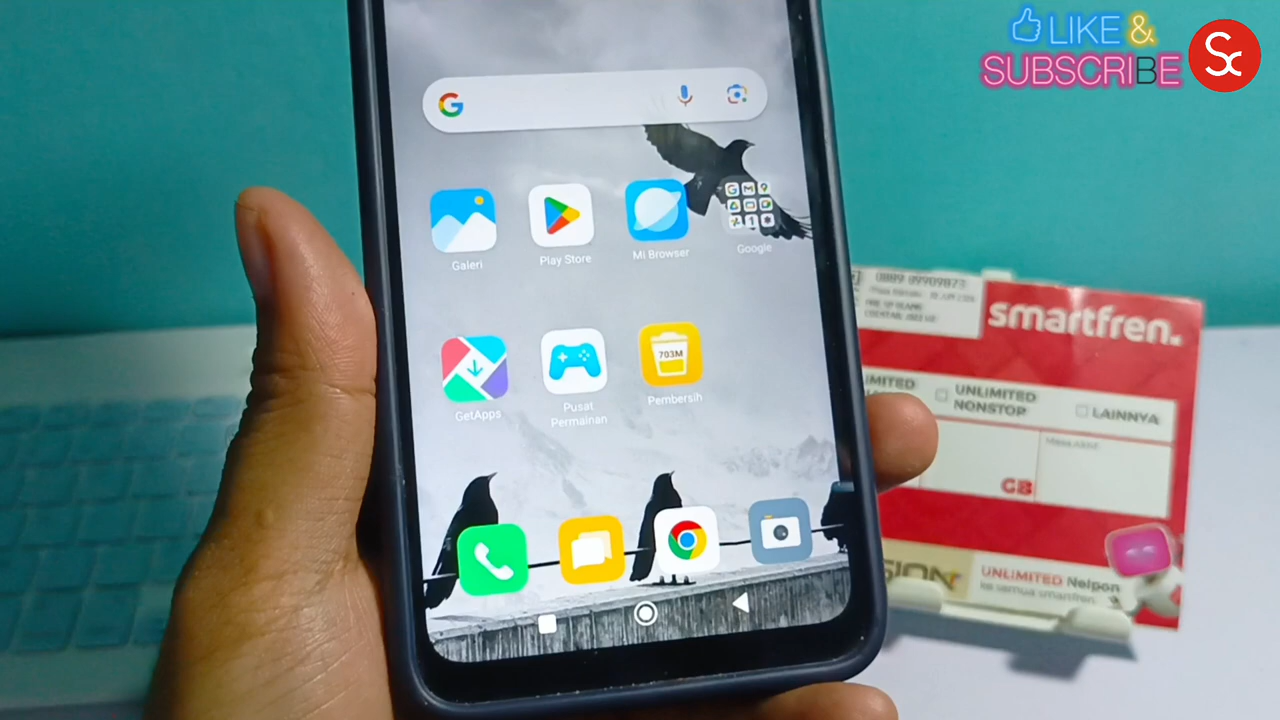 LIKE &
SUBSCRIBE
Galeri
Play Store
Mi Browser
Google
GetApps
Pusat
Permainan
703M
Pembersih
smartfren.
UNLIMITED
NONSTOP
LAINNYA
GB
UNLIMITED Nelpon
ke semua smartfren.